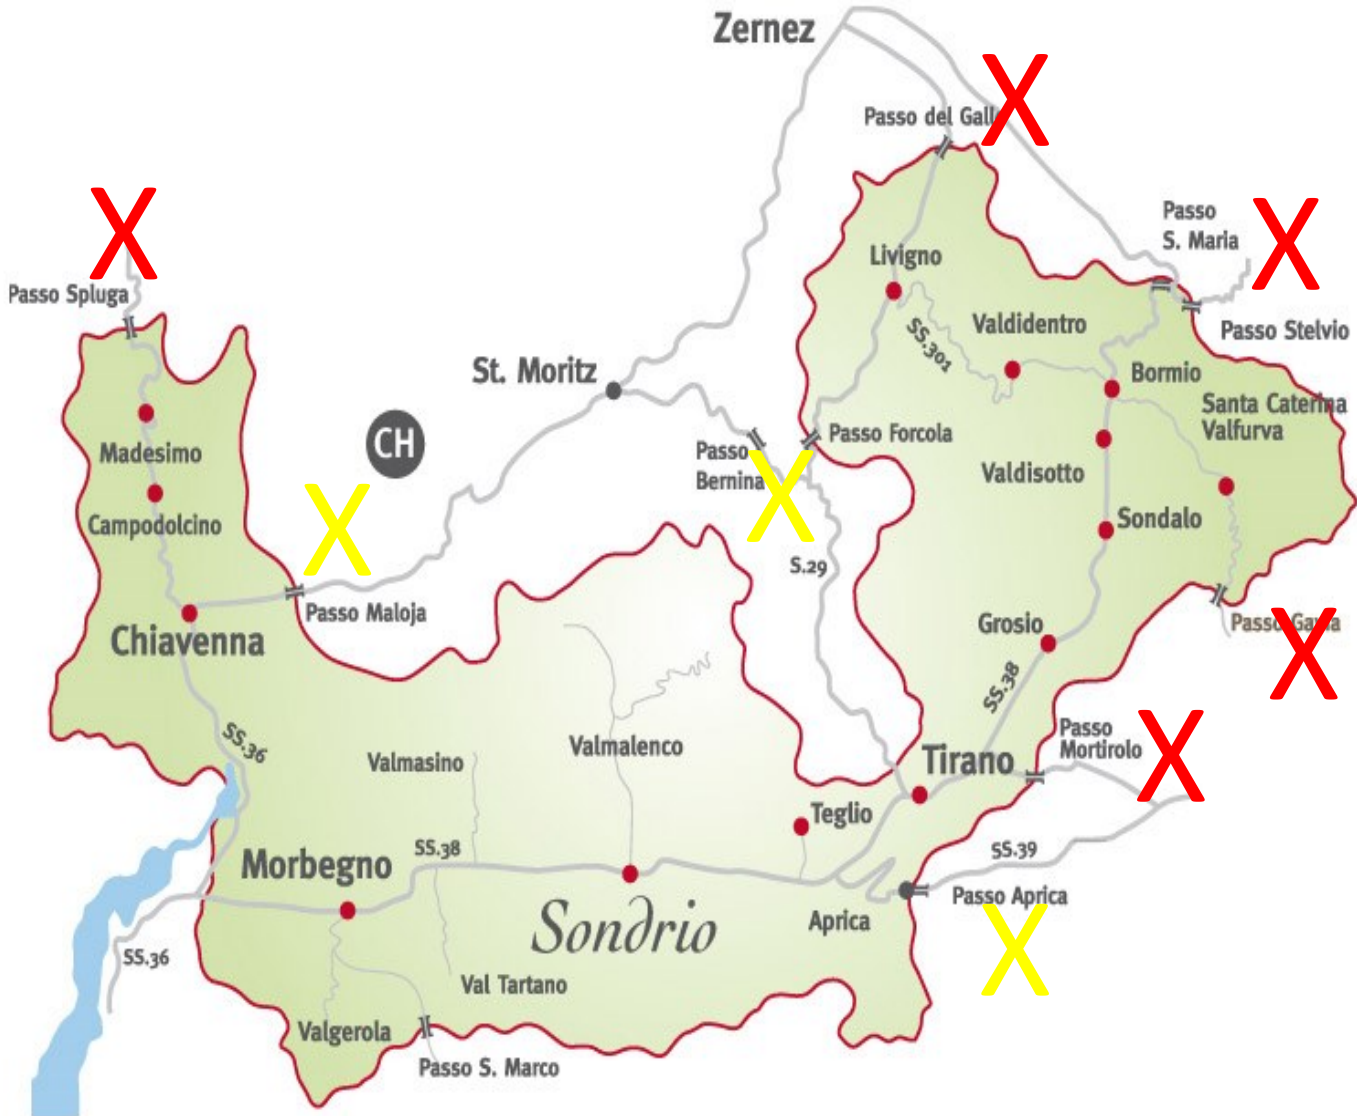 Zernez
Passo del Gall
Passo
S. Maria
Passo Spluga
Livigno
Passo Stelvio
Valdidentro
SS.301
St. Moritz
Bormio
Santa Caterina
Valfurva
CH
Passo Forcola
Passo
Bernina
Madesimo
Valdisotto
Campodolcino
Sondalo
S.29
Passo Maloja
Grosio
Passo Gavia
Chiavenna
SS.38
SS.36
Passo
Mortirolo
Valmasino
Valmalenco
Tirano
Teglio
Morbegno
SS.38
SS.39
Passo Aprica
Aprica
Sondrio
SS.36
Val Tartano
Valgerola
Passo S. Marco
X
X
X
X
X
X
X
X